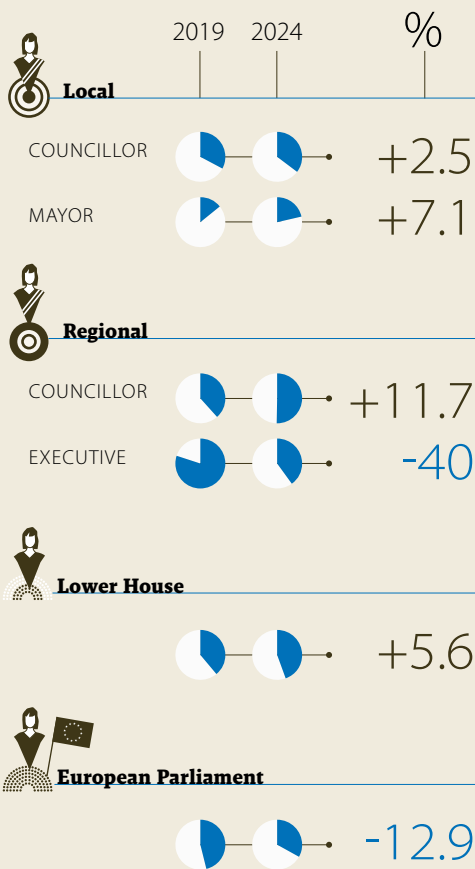 2019 2024 %
Local
COUNCILLOR +2.5
MAYOR +7.1
Regional
COUNCILLOR +11.7
EXECUTIVE -40
Lower House
+5.6
European Parliament
-12.9